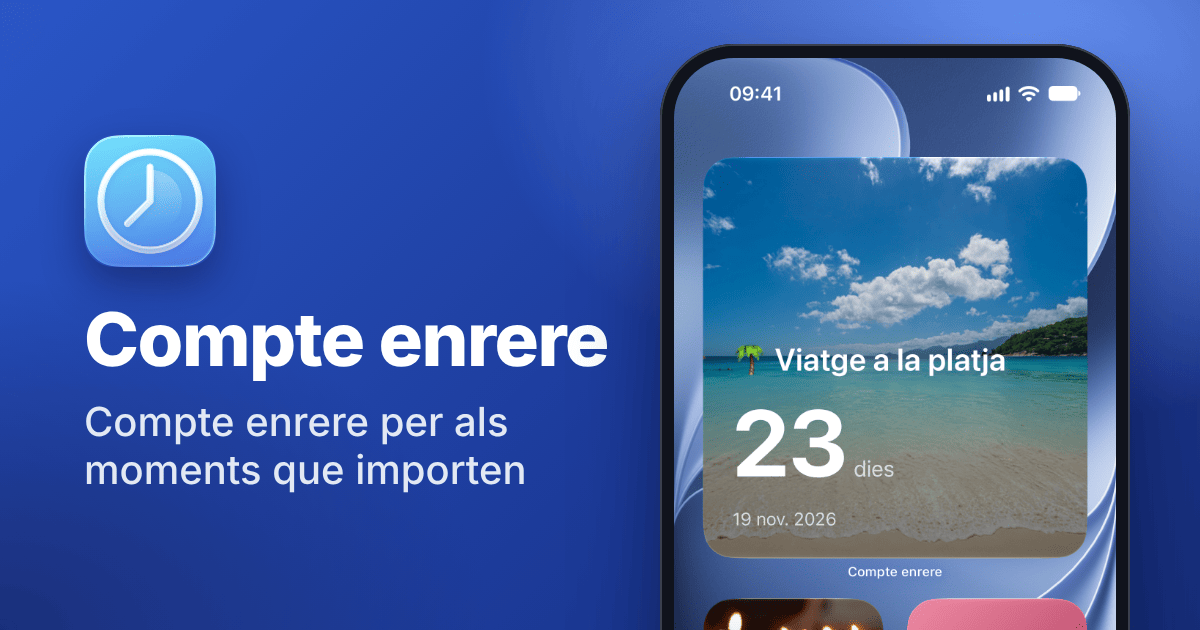 Compte enrere
Compte enrere per als
moments que importen
09:41
Viatge a la platja
23 dies
19 nov. 2026
Compte enrere